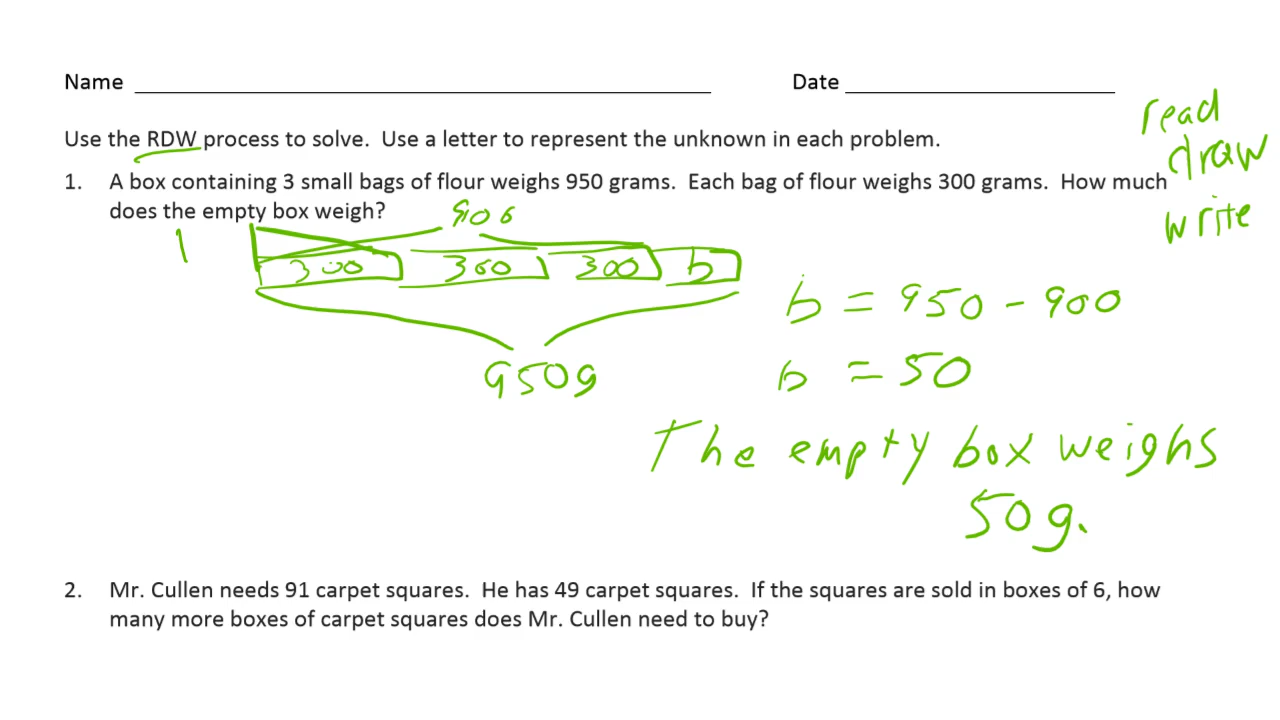 Name Date
read
Use the RDW process to solve. Use a letter to represent the unknown in each problem.
draw
1. A box containing 3 small bags of flour weighs 950 grams. Each bag of flour weighs 300 grams. How much
does the empty box weigh?
write
900
300 300 300 b
b = 950 - 900
950g
b = 50
The empty box weighs
50g.
2. Mr. Cullen needs 91 carpet squares. He has 49 carpet squares. If the squares are sold in boxes of 6, how
many more boxes of carpet squares does Mr. Cullen need to buy?